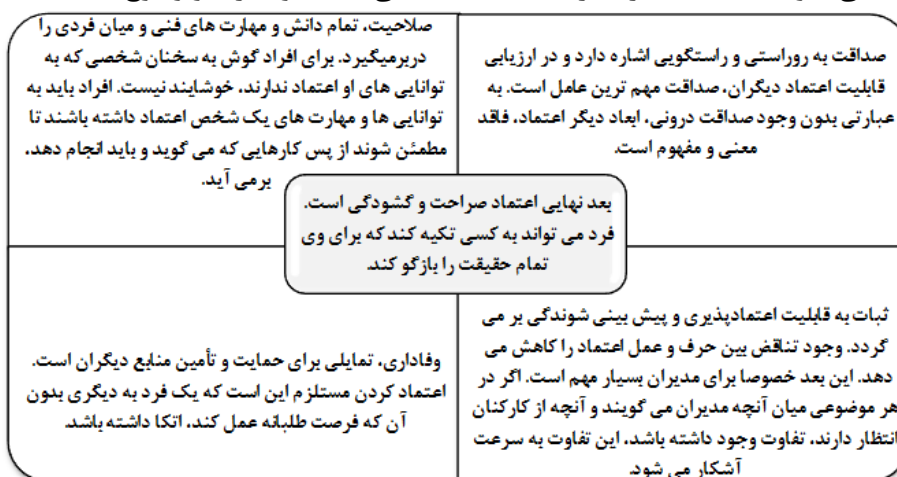 صداقت به روراستی و راستگویی اشاره دارد و در ارزیابی
قابلیت اعتماد دیگران، صداقت مهم ترین عامل است. به
عبارتی بدون وجود صداقت درونی، ابعاد دیگر اعتماد، فاقد
معنی و مفهوم است.
صلاحیت، تمام دانش و مهارت های فنی و میان فردی را
دربرمیگیرد. برای افراد گوش به سخنان شخصی که به
توانایی های او اعتماد ندارند، خوشایند نیست. افراد باید به
توانایی ها و مهارت های یک شخص اعتماد داشته باشند تا
مطمئن شوند از پس کارهایی که می گوید و باید انجام دهد،
برمی آید.
بعد نهایی اعتماد صراحت و گشودگی است.
فرد می تواند به کسی تکیه کند که برای وی
تمام حقیقت را بازگو کند.
ثبات به قابلیت اعتمادپذیری و پیش بینی شوندگی بر می
گردد. وجود تناقض بین حرف و عمل اعتماد را کاهش می
دهد. این بعد خصوصا برای مدیران بسیار مهم است. اگر در
هر موضوعی میان آنچه مدیران می گویند و آنچه از کارکنان
انتظار دارند، تفاوت وجود داشته باشد، این تفاوت به سرعت
آشکار می شود.
وفاداری، تمایلی برای حمایت و تأمین منابع دیگران است.
اعتماد کردن مستلزم این است که یک فرد به دیگری بدون
آن که فرصت طلبانه عمل کند، اتکا داشته باشد.